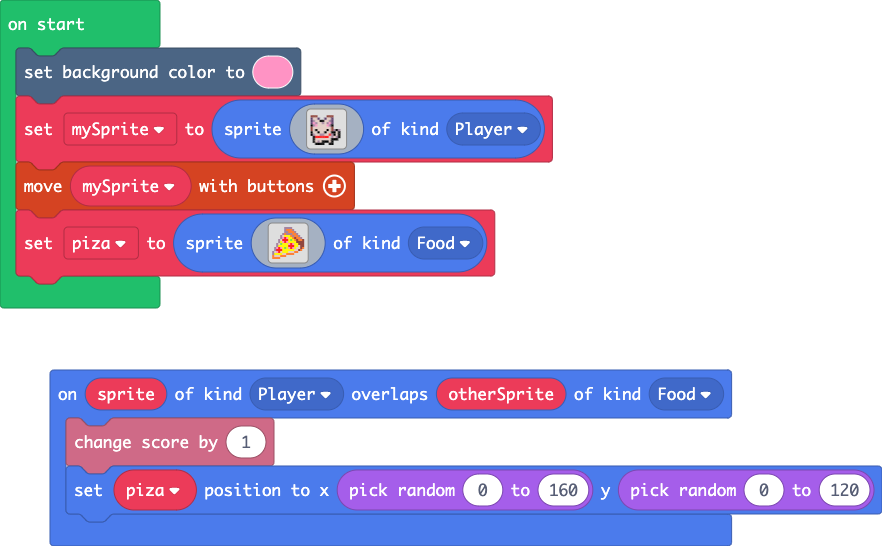 on start
set background color to
set mySprite to sprite of kind Player
move mySprite with buttons
set piza to sprite of kind Food
on sprite of kind Player overlaps otherSprite of kind Food
change score by 1
set piza position to x pick random 0 to 160 y pick random 0 to 120